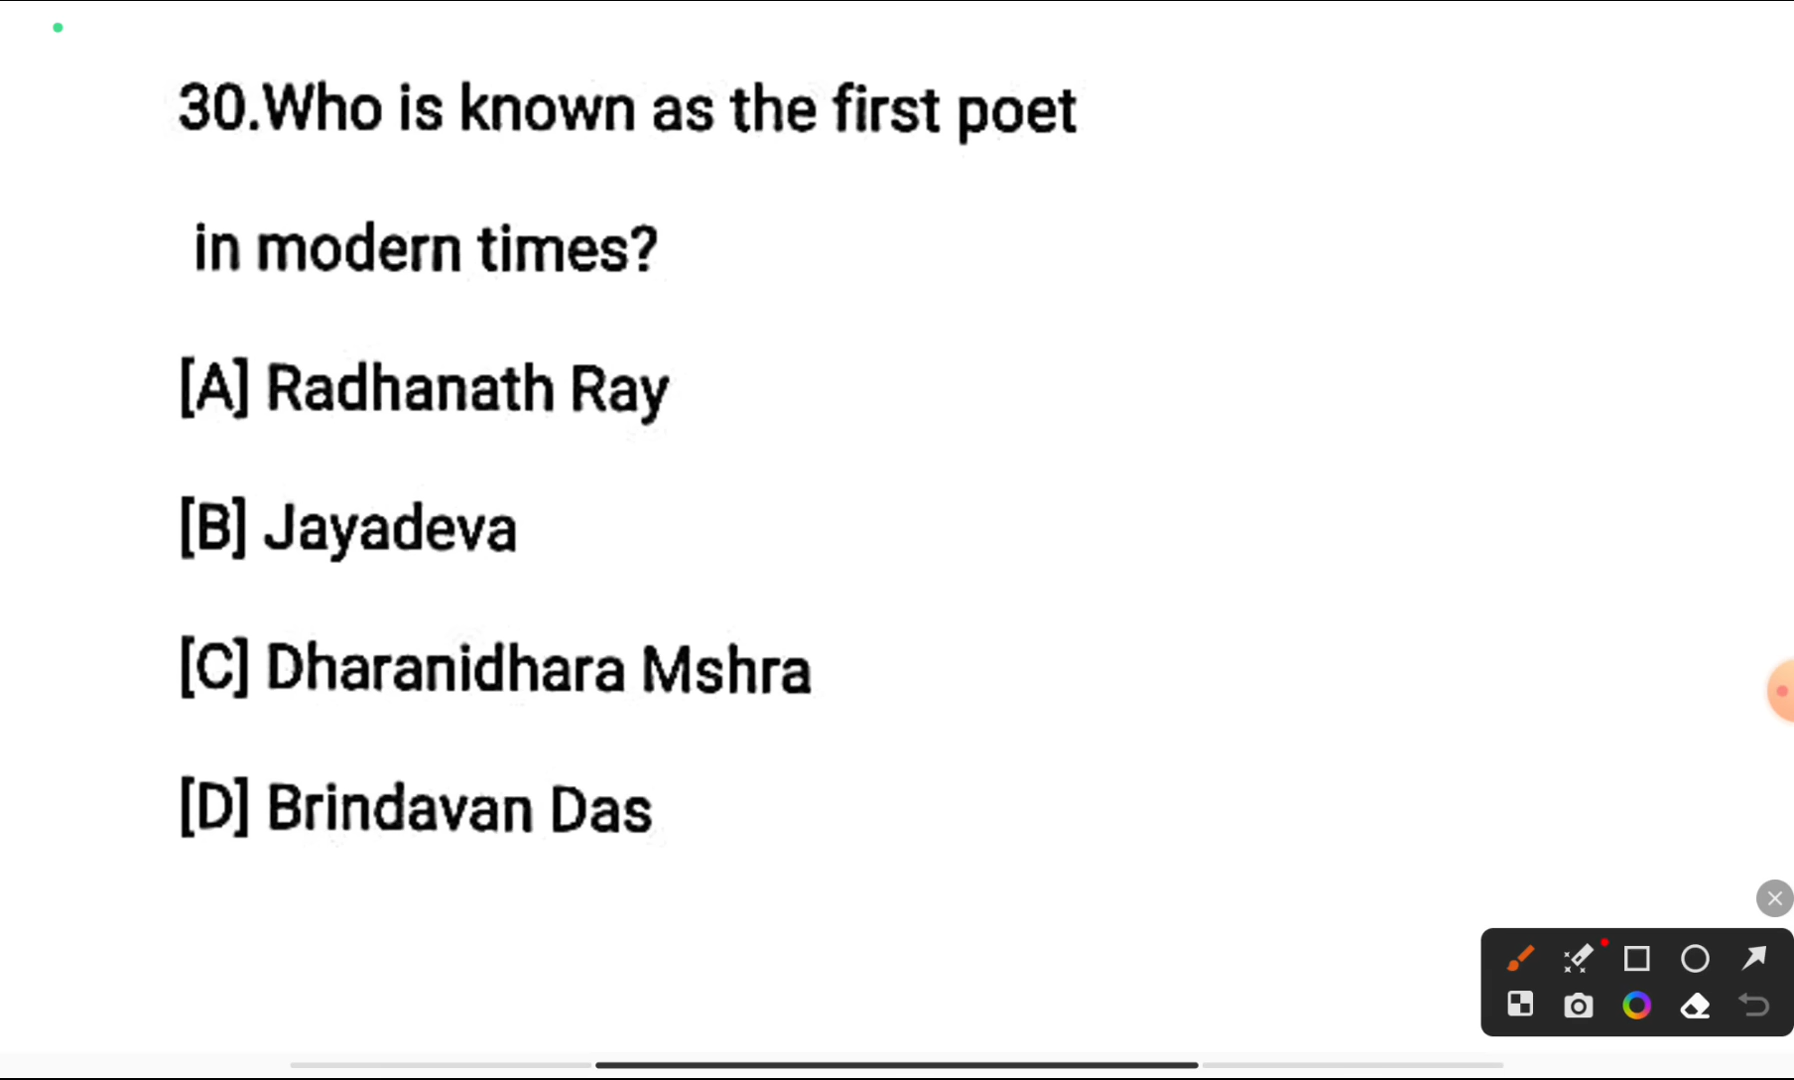 30.Who is known as the first poet
in modern times?
[A] Radhanath Ray
[B] Jayadeva
[C] Dharanidhara Mshra
[D] Brindavan Das